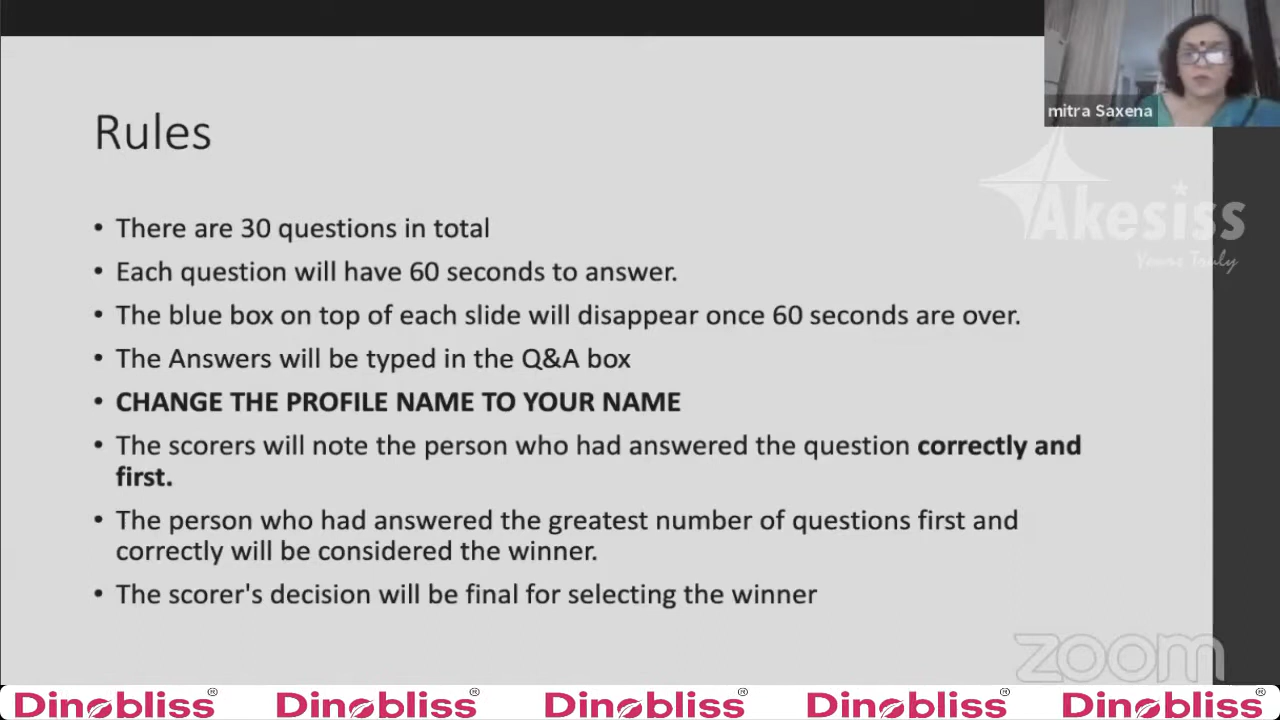 mitra Saxena
Rules
Akesiss
Yours Truly
• There are 30 questions in total
• Each question will have 60 seconds to answer.
• The blue box on top of each slide will disappear once 60 seconds are over.
• The Answers will be typed in the Q&A box
• CHANGE THE PROFILE NAME TO YOUR NAME
• The scorers will note the person who had answered the question correctly and
first.
• The person who had answered the greatest number of questions first and
correctly will be considered the winner.
• The scorer's decision will be final for selecting the winner
zoom
Dinobliss® Dinobliss® Dinobliss® Dinobliss® Dinobliss®